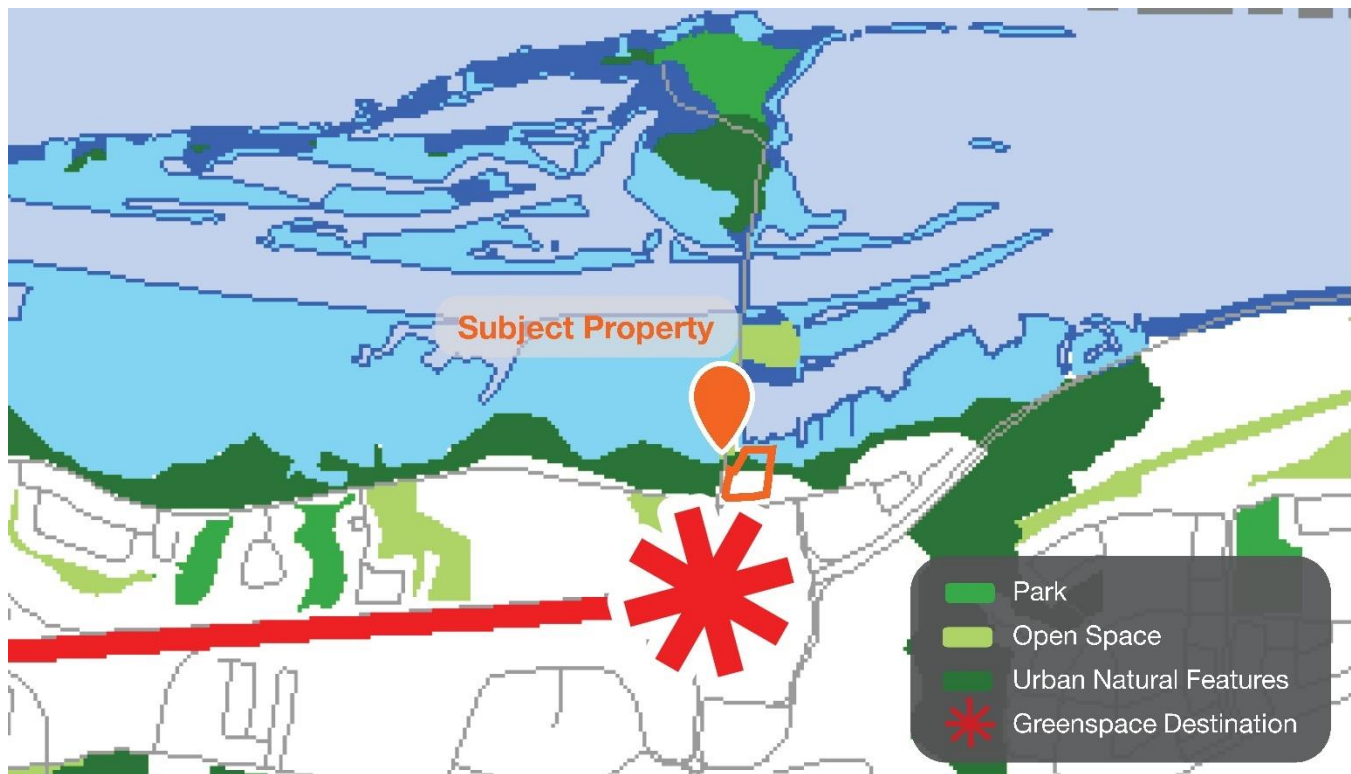 Subject Property
Park
Open Space
Urban Natural Features
Greenspace Destination